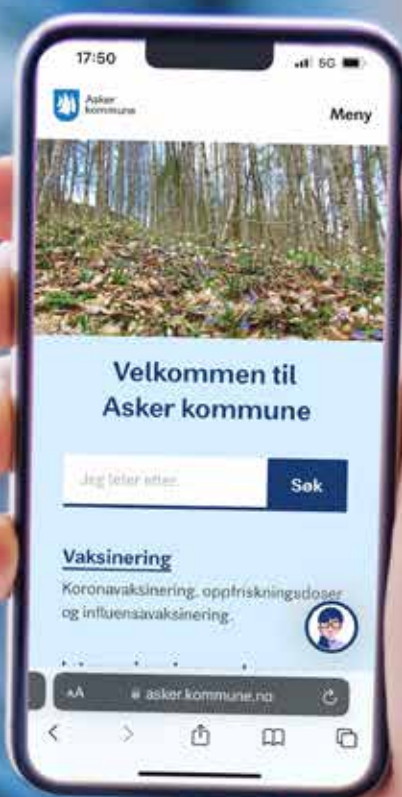 17:50
5G
Asker
kommune
Meny
Velkommen til
Asker kommune
Jeg leter etter
Søk
Vaksinering
Koronavaksinering, oppfriskningsdoser
og influensavaksinering.
AA
asker.kommune.no